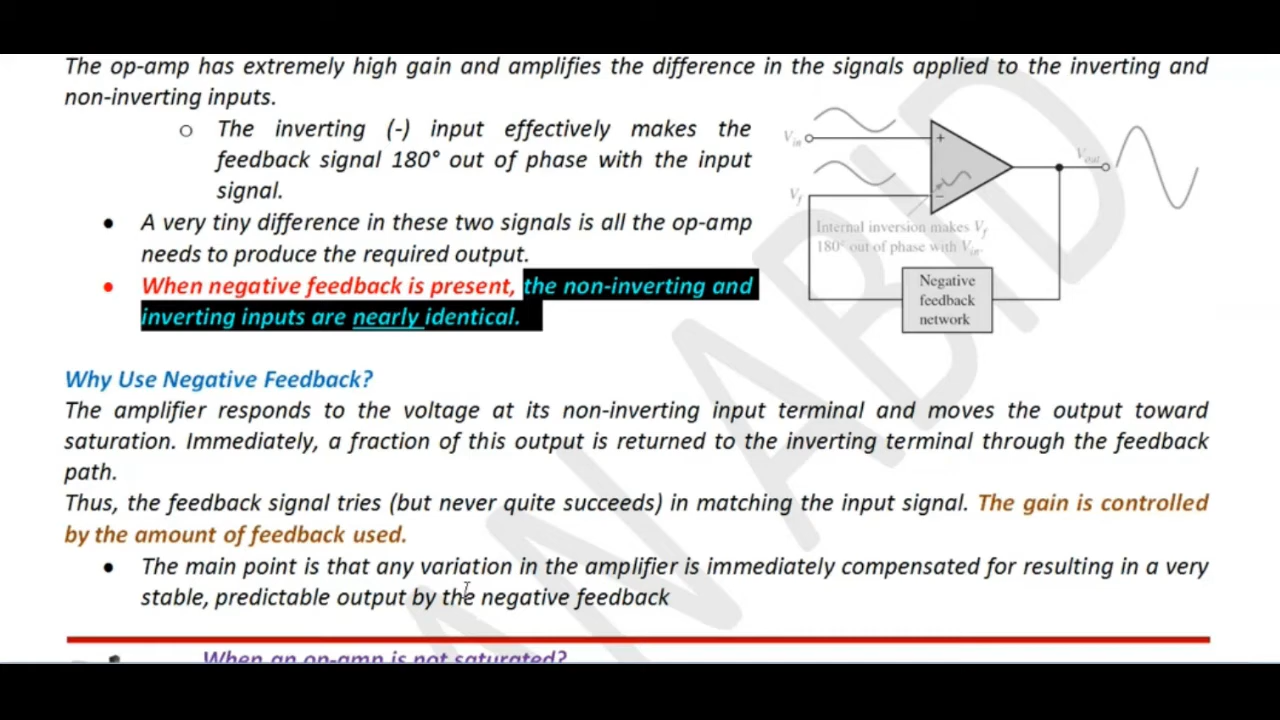 The op-amp has extremely high gain and amplifies the difference in the signals applied to the inverting and
non-inverting inputs.
o The inverting (-) input effectively makes the
feedback signal 180° out of phase with the input
signal.
• A very tiny difference in these two signals is all the op-amp
needs to produce the required output.
• When negative feedback is present, the non-inverting and
inverting inputs are nearly identical.
Vin
+
Vout
Vf
−
Internal inversion makes Vf
180° out of phase with Vin.
Negative
feedback
network
Why Use Negative Feedback?
The amplifier responds to the voltage at its non-inverting input terminal and moves the output toward
saturation. Immediately, a fraction of this output is returned to the inverting terminal through the feedback
path.
Thus, the feedback signal tries (but never quite succeeds) in matching the input signal. The gain is controlled
by the amount of feedback used.
• The main point is that any variation in the amplifier is immediately compensated for resulting in a very
stable, predictable output by the negative feedback
When an op-amp is not saturated?
AN ABID